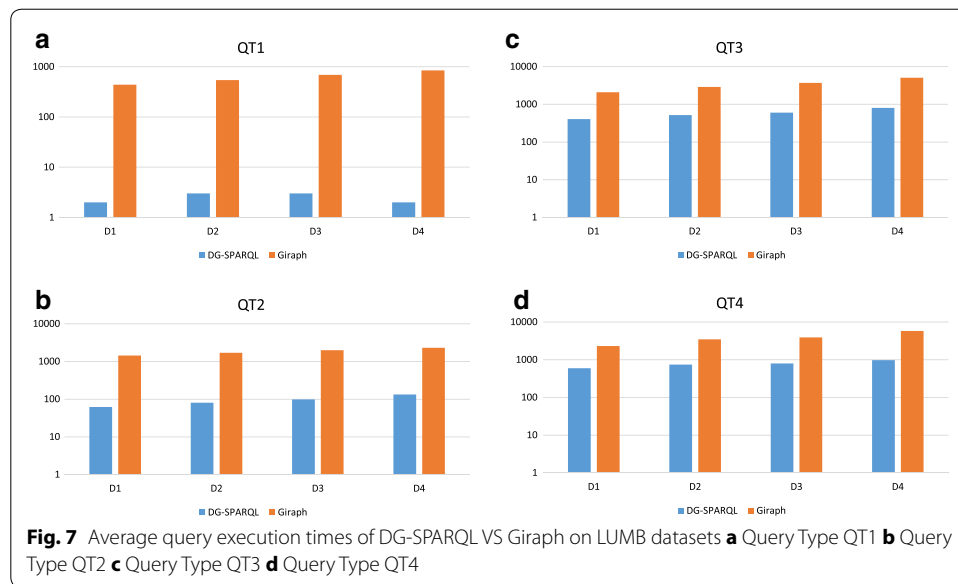 a
QT1
1000
100
10
1
D1 D2 D3 D4
DG-SPARQL Giraph
b
QT2
10000
1000
100
10
1
D1 D2 D3 D4
DG-SPARQL Giraph
c
QT3
10000
1000
100
10
1
D1 D2 D3 D4
DG-SPARQL Giraph
d
QT4
10000
1000
100
10
1
D1 D2 D3 D4
DG-SPARQL Giraph
Fig. 7 Average query execution times of DG-SPARQL VS Giraph on LUMB datasets a Query Type QT1 b Query
Type QT2 c Query Type QT3 d Query Type QT4